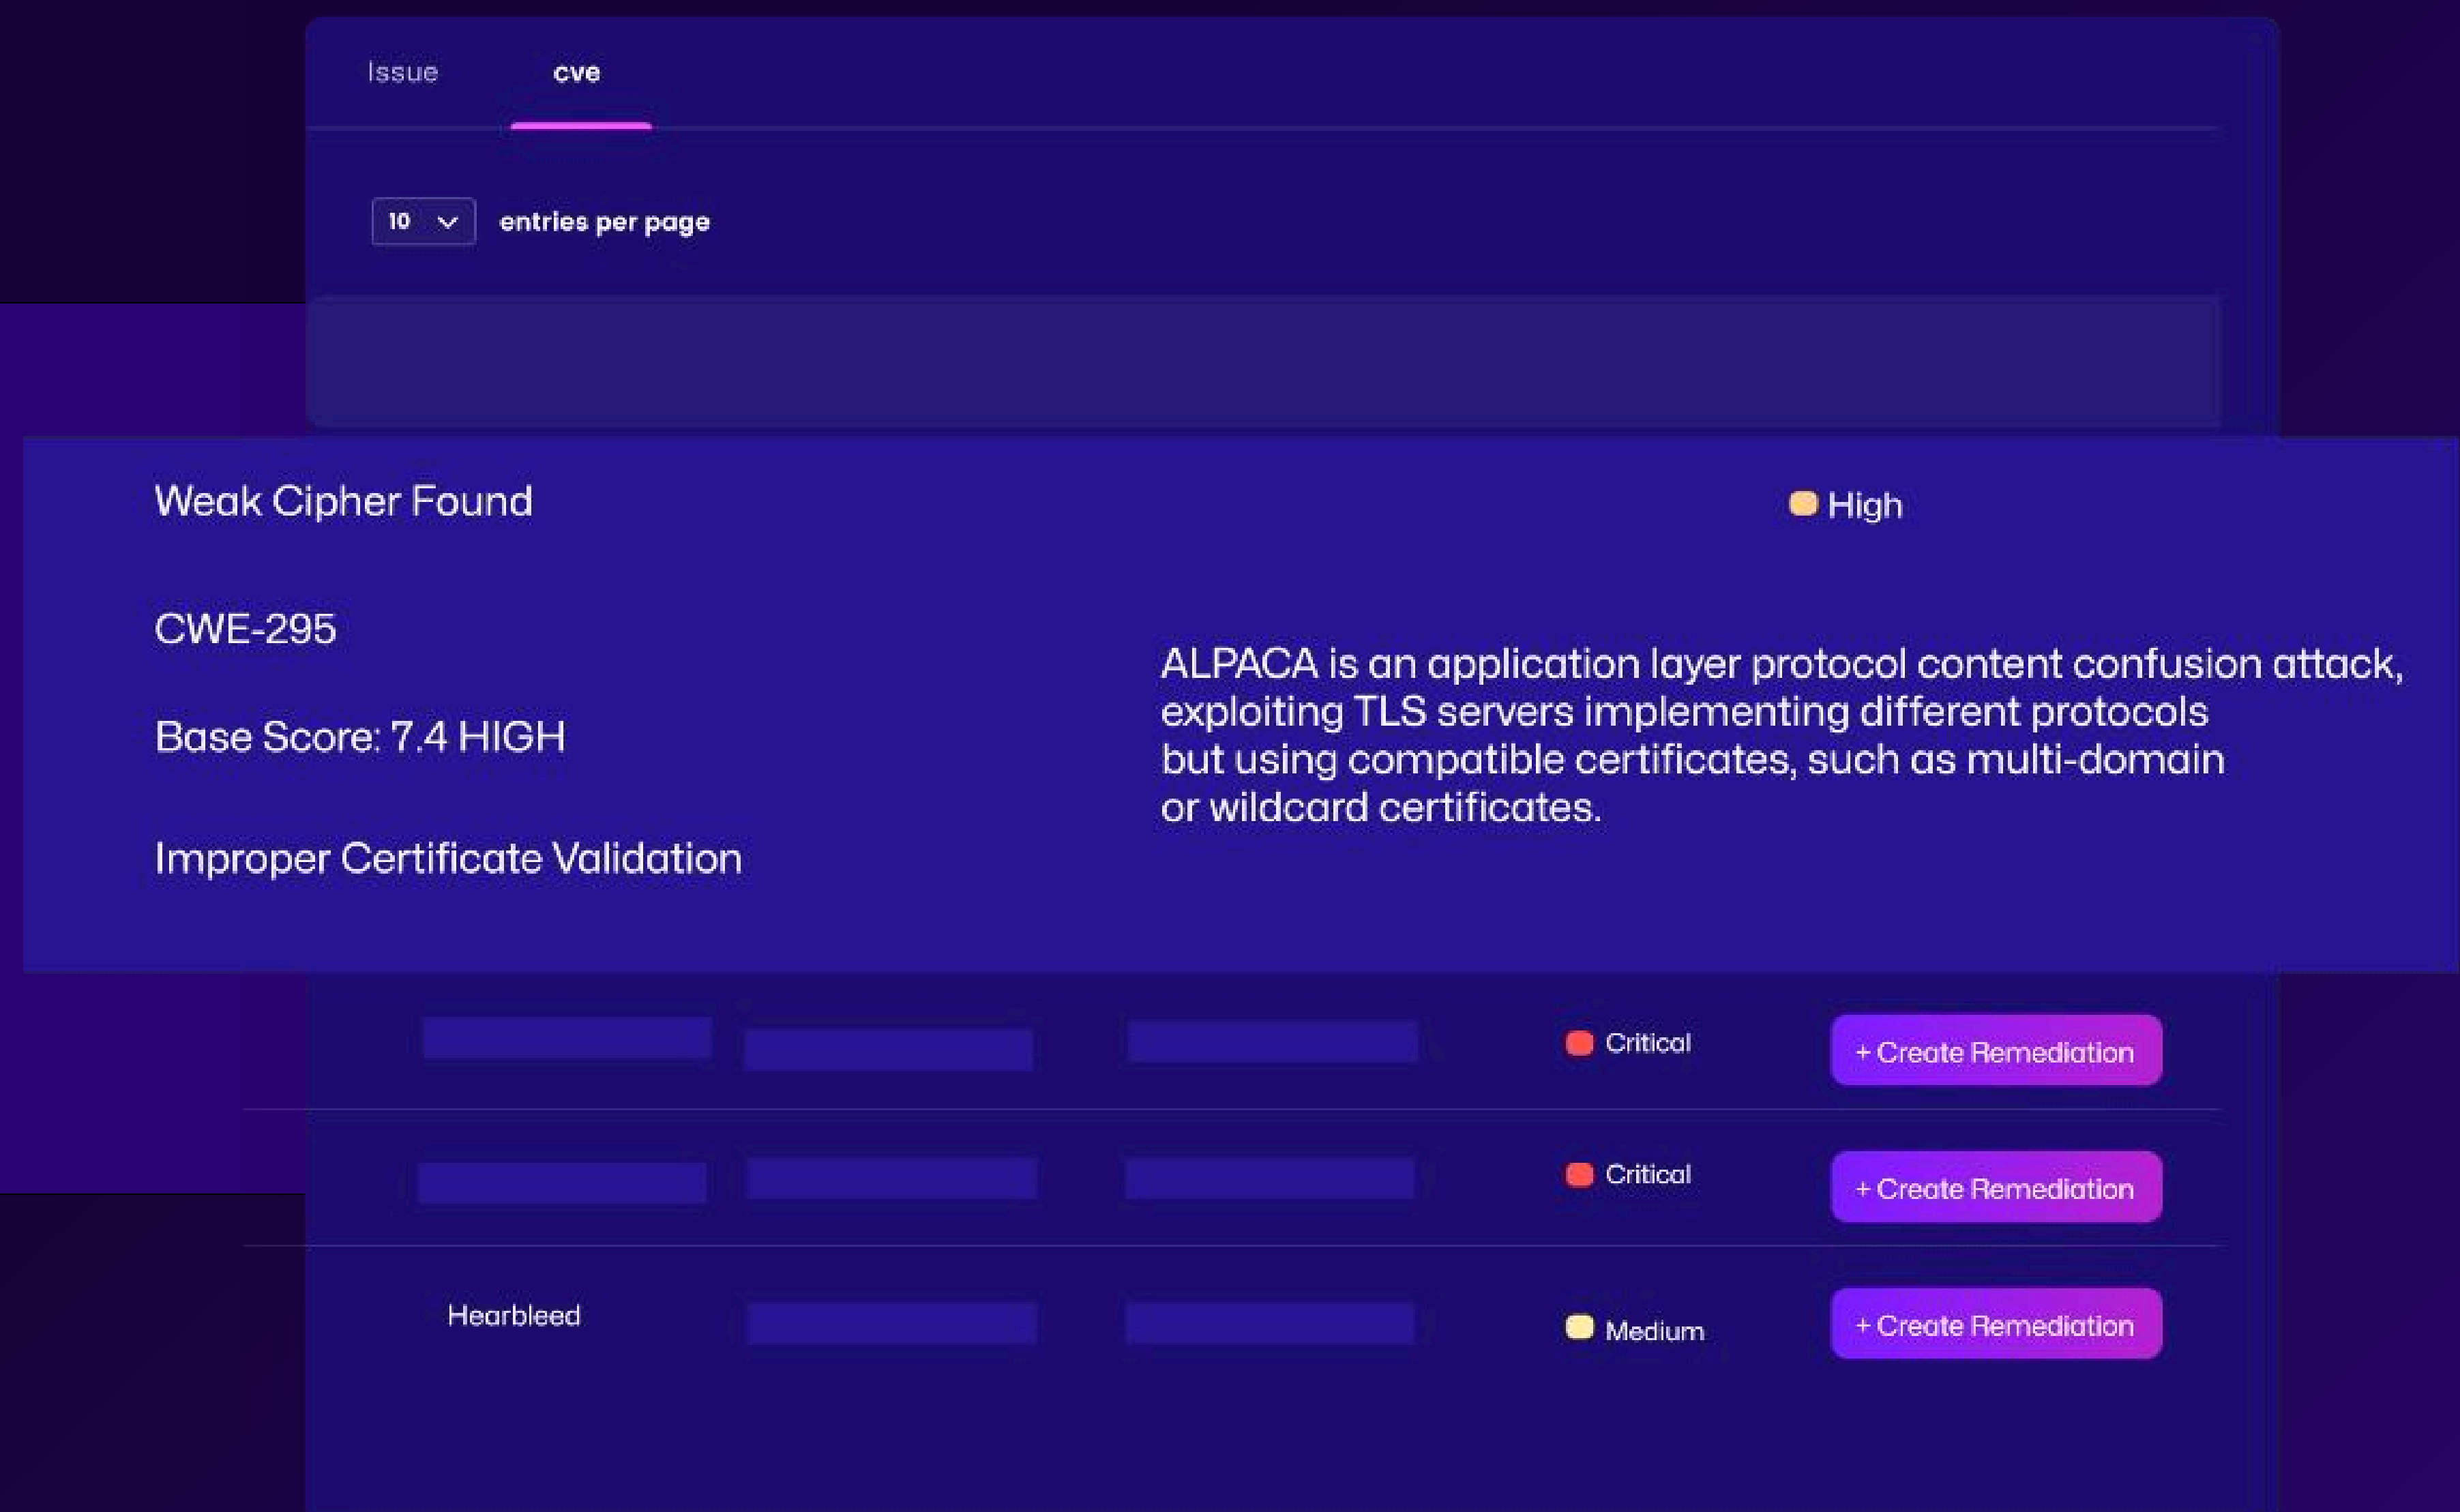 Issue cve
10 entries per page
Weak Cipher Found
High
CWE-295
Base Score: 7.4 HIGH
Improper Certificate Validation
ALPACA is an application layer protocol content confusion attack,
exploiting TLS servers implementing different protocols
but using compatible certificates, such as multi-domain
or wildcard certificates.
Critical + Create Remediation
Critical + Create Remediation
Hearbleed Medium + Create Remediation